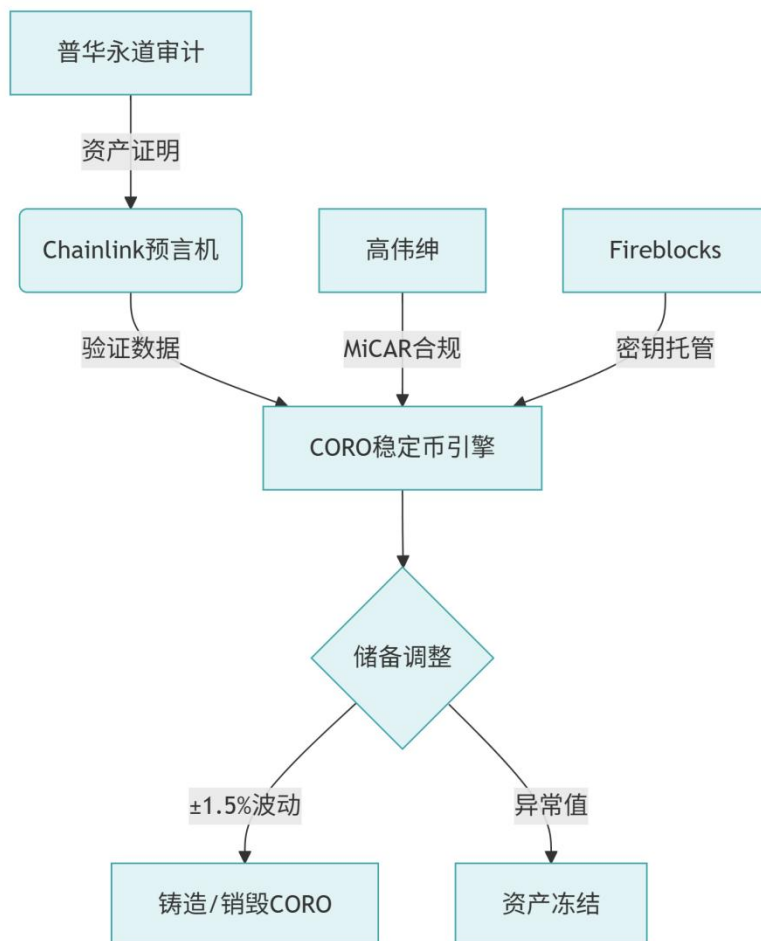 普华永道审计
资产证明
Chainlink预言机
高伟绅
Fireblocks
验证数据
MiCAR合规
密钥托管
CORO稳定币引擎
储备调整
±1.5%波动
异常值
铸造/销毁CORO
资产冻结